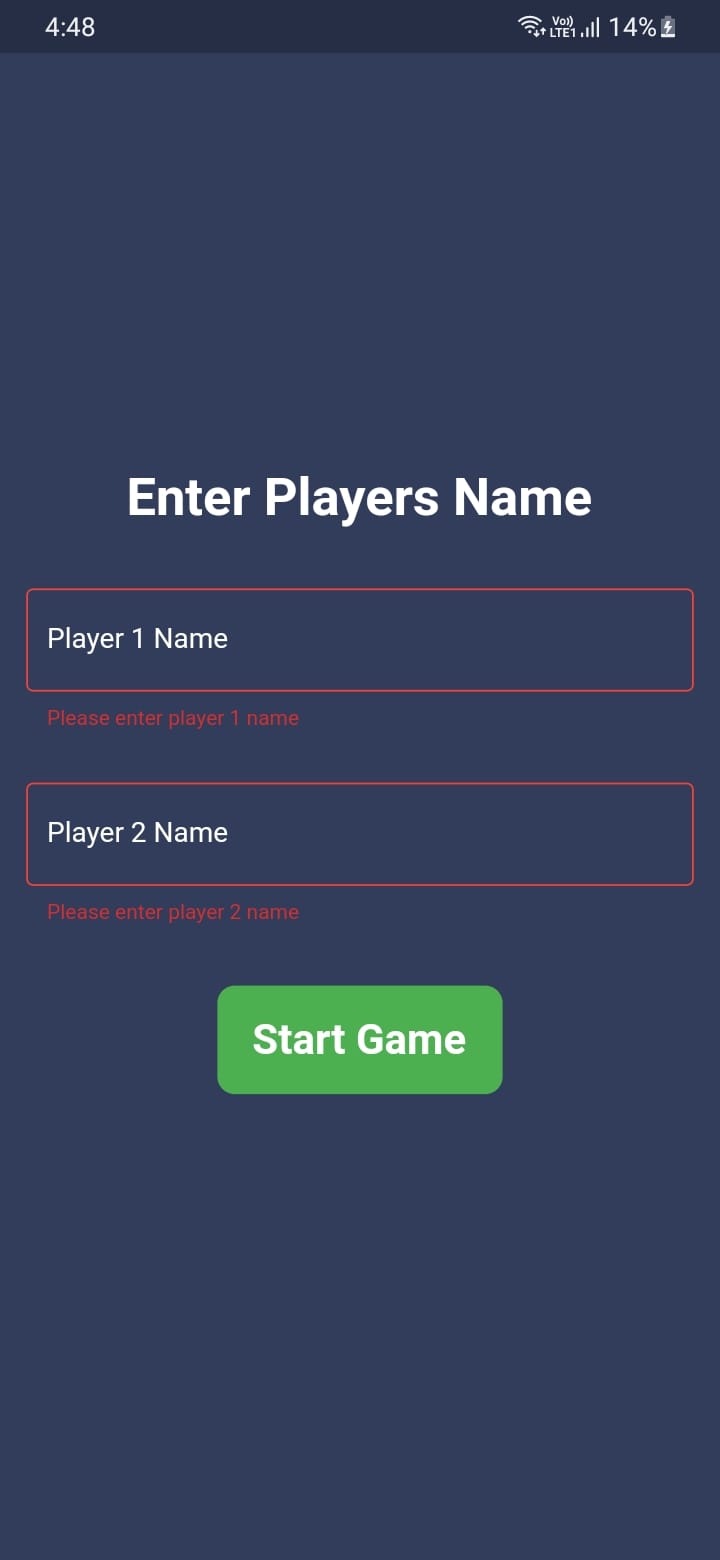 4:48 Vo)) LTE1 14%
Enter Players Name
Player 1 Name
Please enter player 1 name
Player 2 Name
Please enter player 2 name
Start Game